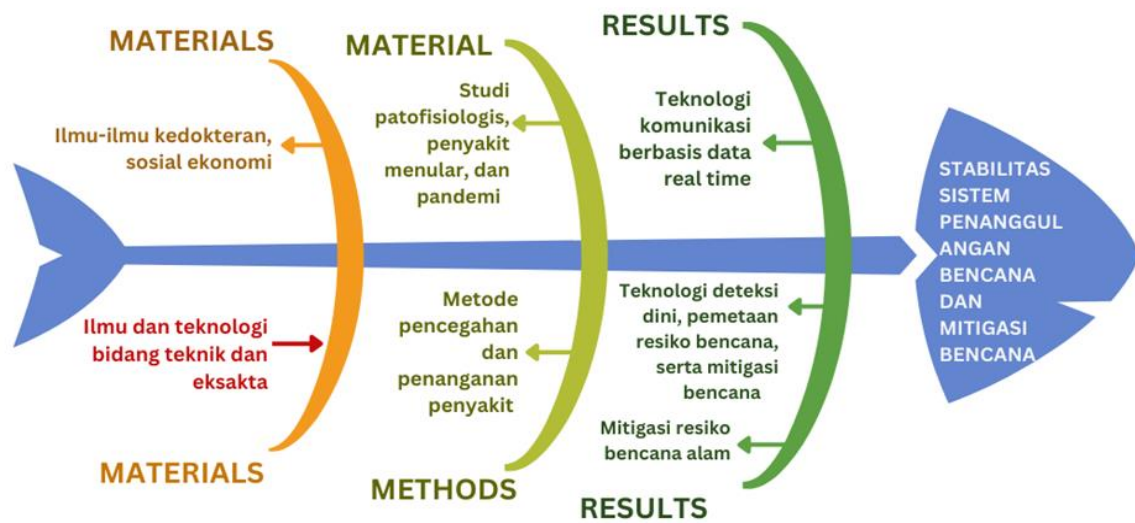 MATERIALS
Ilmu-ilmu kedokteran,
sosial ekonomi
Ilmu dan teknologi
bidang teknik dan
eksakta
MATERIALS
MATERIAL
Studi
patofisiologis,
penyakit
menular, dan
pandemi
Metode
pencegahan
dan
penanganan
penyakit
METHODS
RESULTS
Teknologi
komunikasi
berbasis data
real time
Teknologi deteksi
dini, pemetaan
resiko bencana,
serta mitigasi
bencana
Mitigasi resiko
bencana alam
RESULTS
STABILITAS
SISTEM
PENANGGUL
ANGAN
BENCANA
DAN
MITIGASI
BENCANA